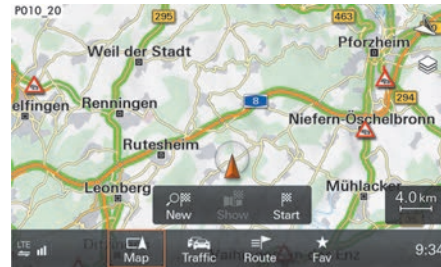 P010_20
295
463
Weil der Stadt
Pforzheim
elfingen
Renningen
8
294
Niefern-Öschelbronn
Rutesheim
Leonberg
Mühlacker
New
Show
Start
4.0 km
LTE
Map
Traffic
Route
Fav
9:34